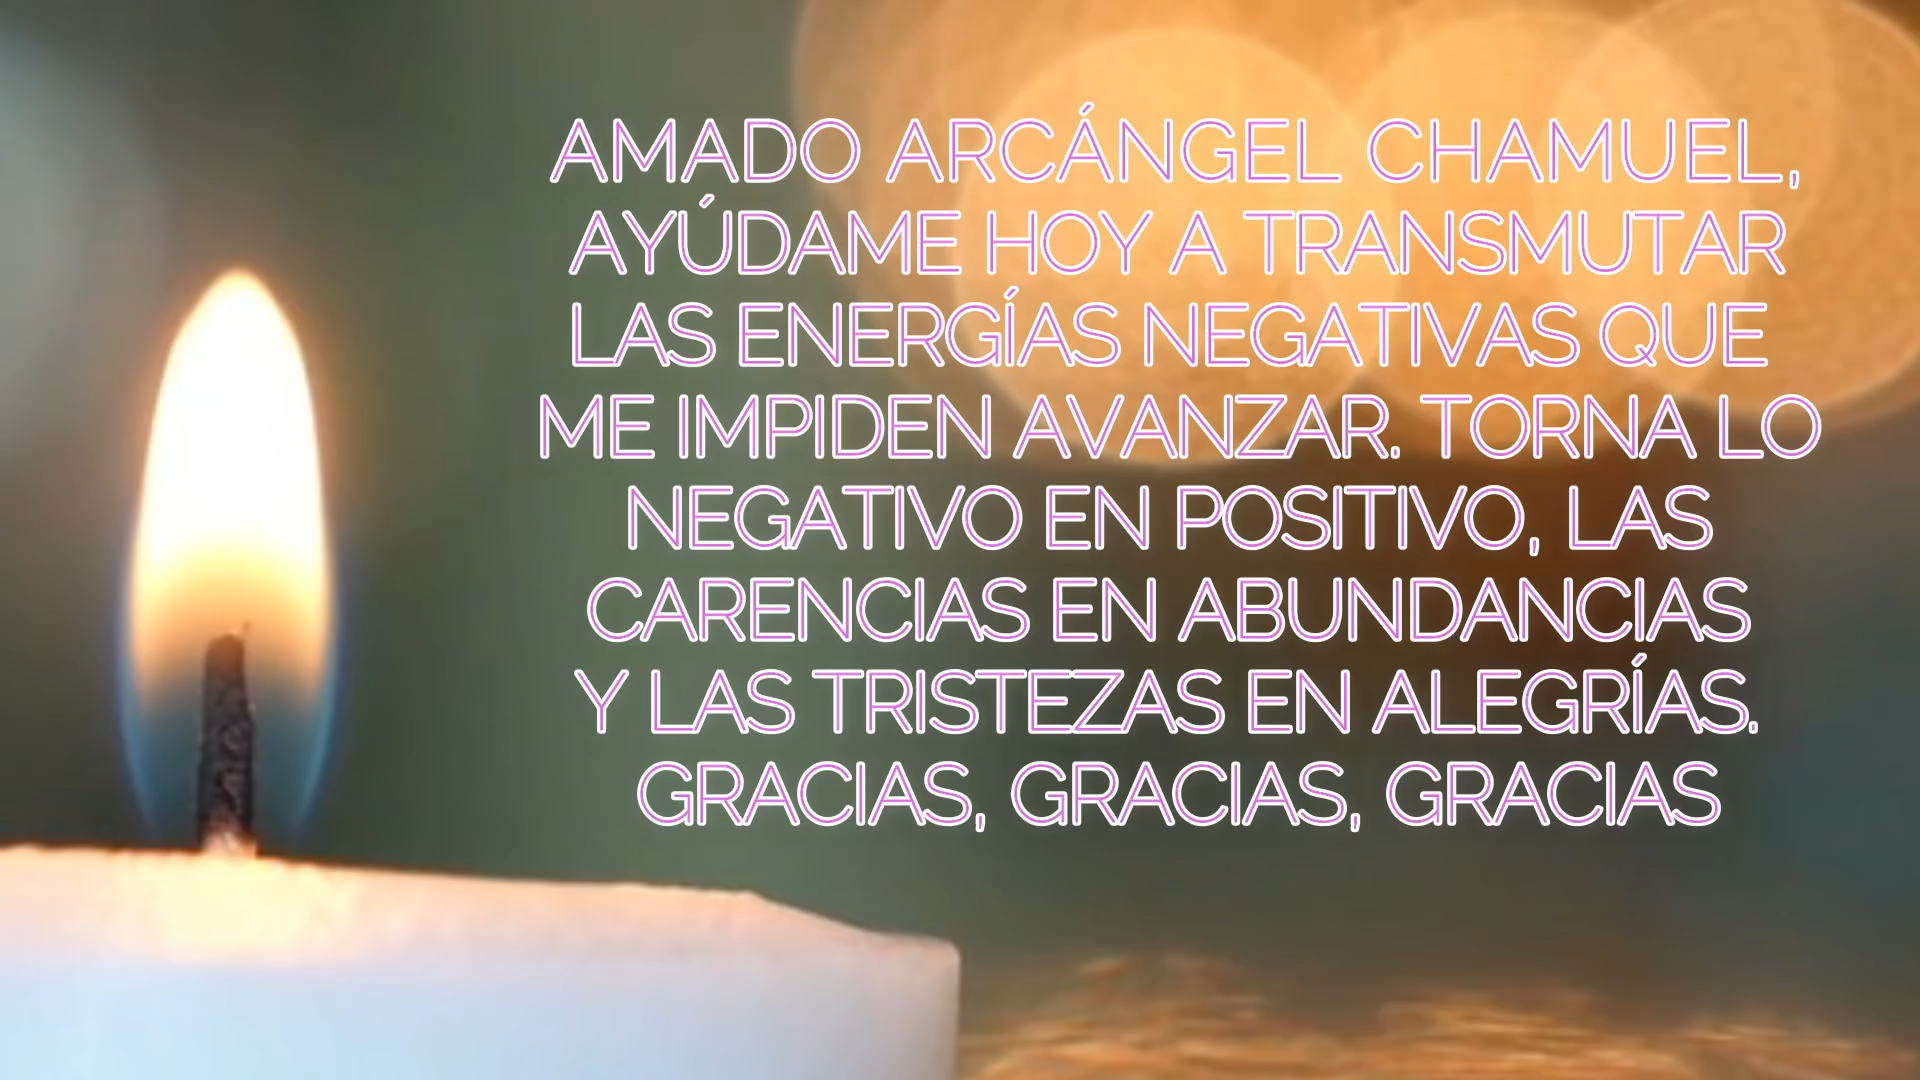 AMADO ARCÁNGEL CHAMUEL,
AYÚDAME HOY A TRANSMUTAR
LAS ENERGÍAS NEGATIVAS QUE
ME IMPIDEN AVANZAR. TORNA LO
NEGATIVO EN POSITIVO, LAS
CARENCIAS EN ABUNDANCIAS
Y LAS TRISTEZAS EN ALEGRÍAS.
GRACIAS, GRACIAS, GRACIAS